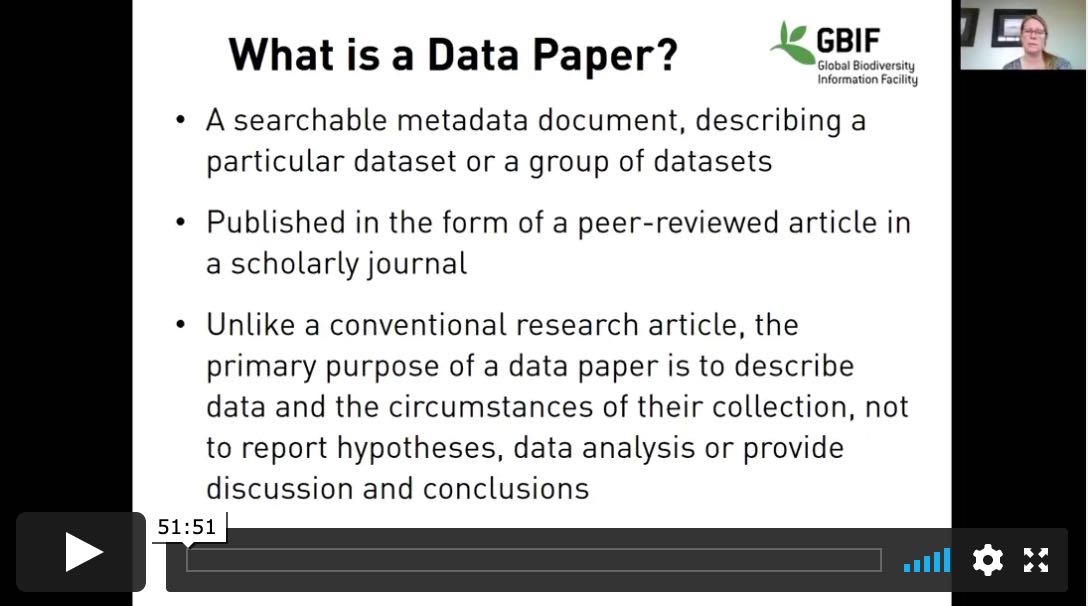 What is a Data Paper?
GBIF
Global Biodiversity
Information Facility
• A searchable metadata document, describing a
particular dataset or a group of datasets
• Published in the form of a peer-reviewed article in
a scholarly journal
• Unlike a conventional research article, the
primary purpose of a data paper is to describe
data and the circumstances of their collection, not
to report hypotheses, data analysis or provide
discussion and conclusions
51:51